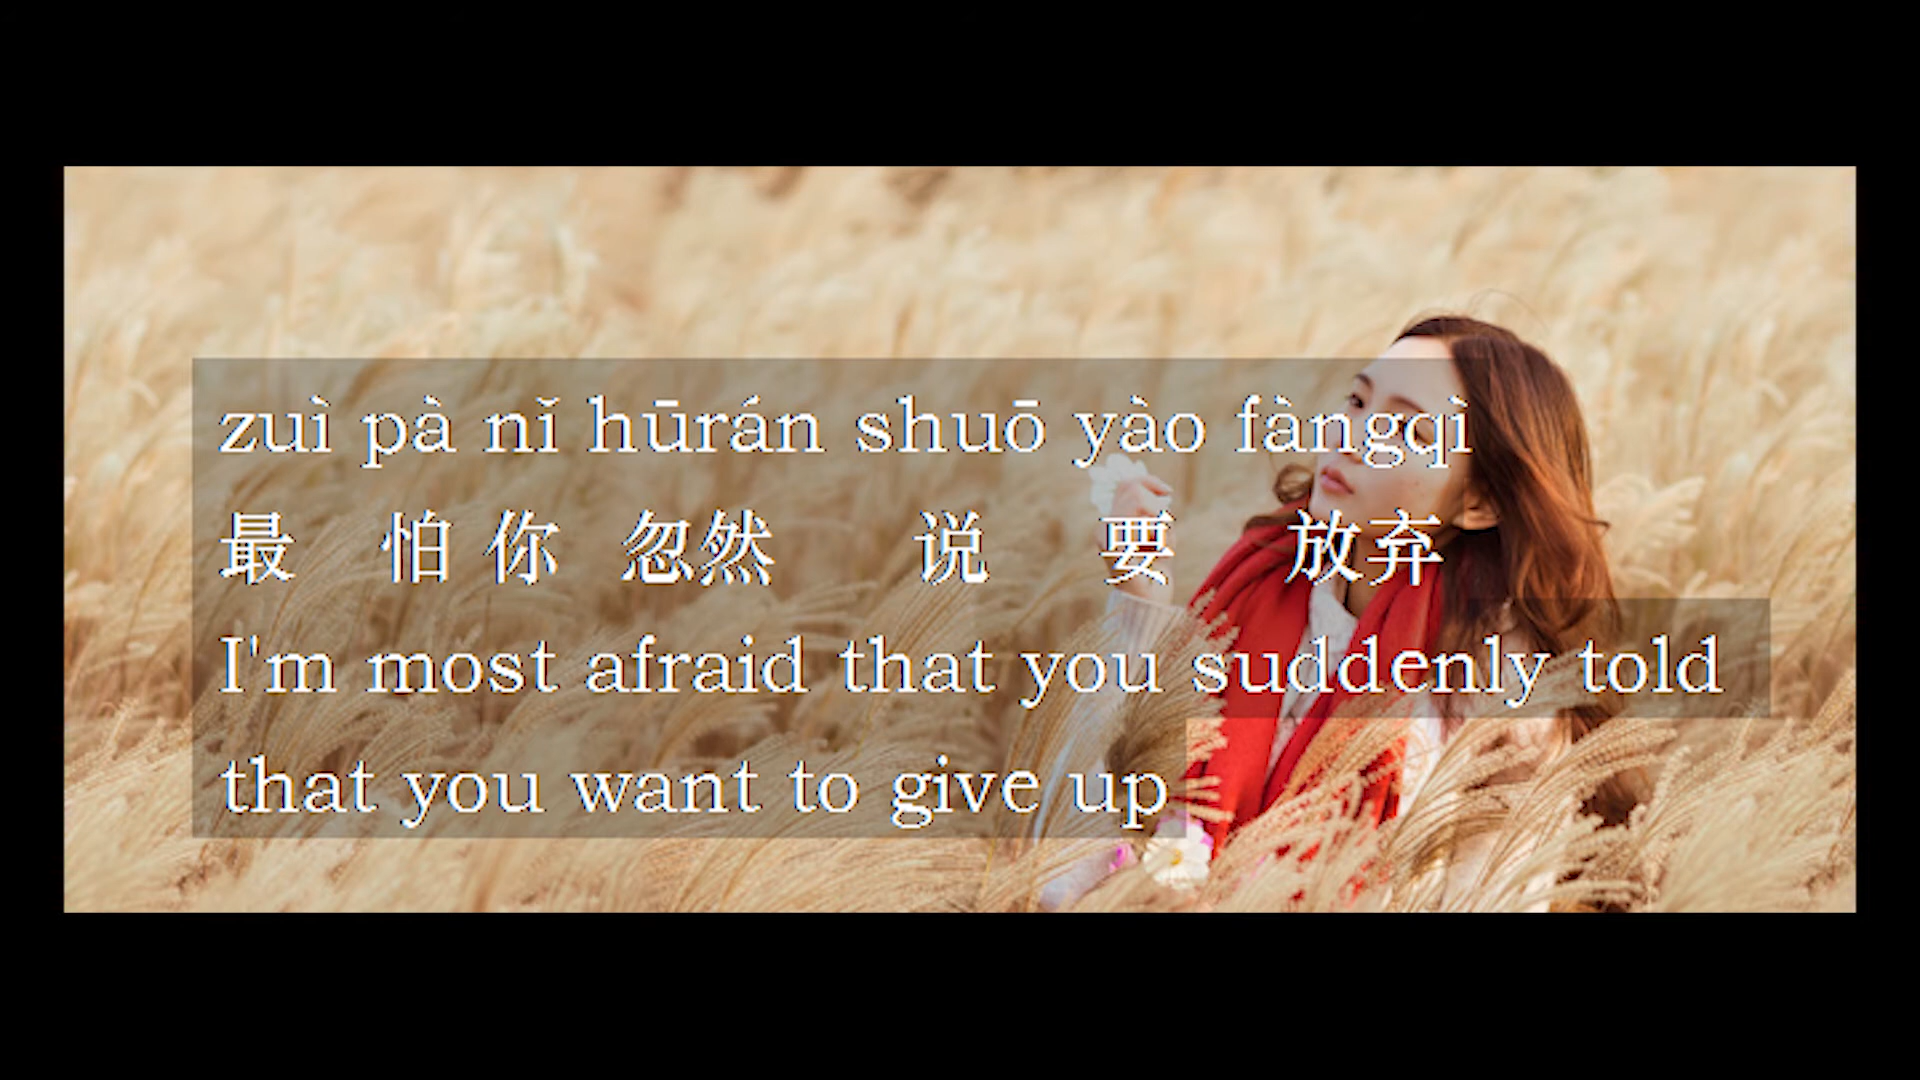 zuì pà nǐ hūrán shuō yào fàngqì
最 怕 你 忽然 说 要 放弃
I'm most afraid that you suddenly told
that you want to give up